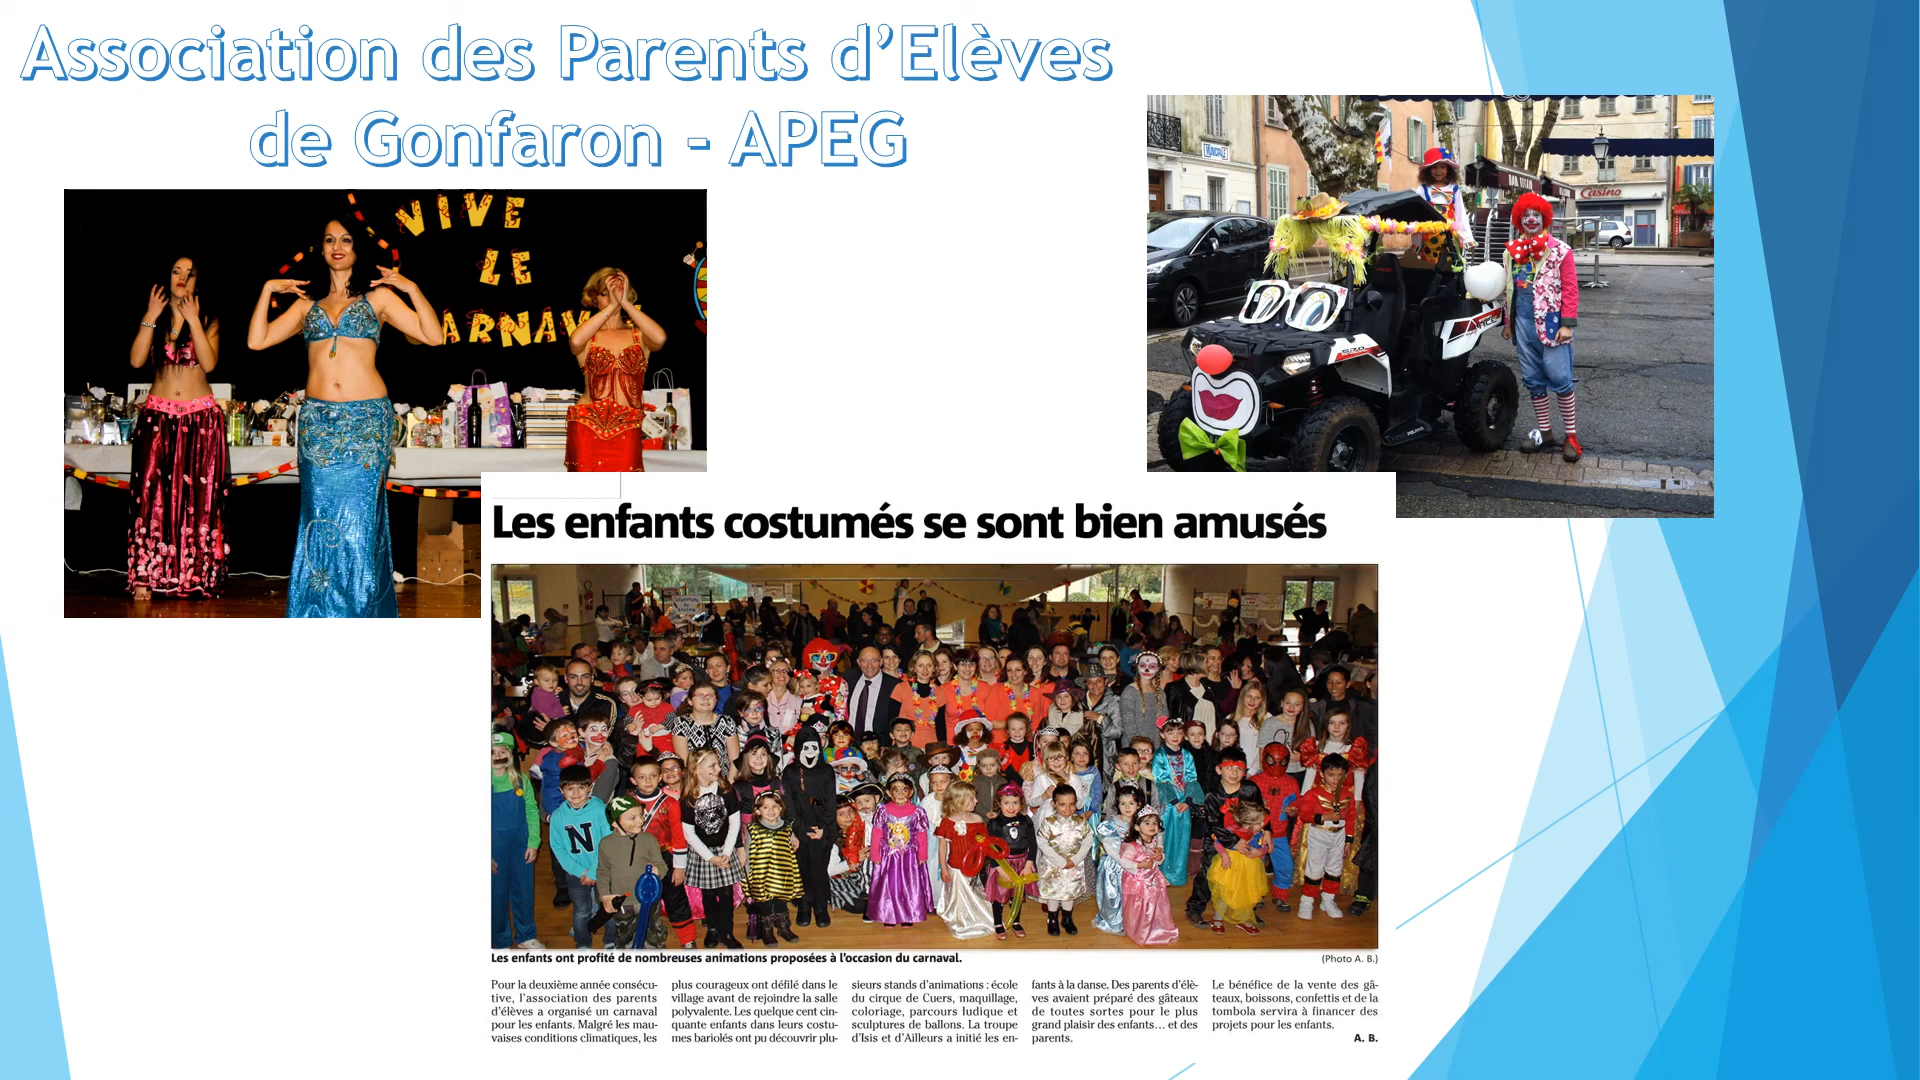 Association des Parents d’Elèves
de Gonfaron - APEG
VIVE
LE
ARNAV
MUNICIPALE
Casino
570
ACE
Les enfants costumés se sont bien amusés
N
Les enfants ont profité de nombreuses animations proposées à l’occasion du carnaval.
(Photo A. B.)
Pour la deuxième année consécu-
tive, l’association des parents
d’élèves a organisé un carnaval
pour les enfants. Malgré les mau-
vaises conditions climatiques, les
plus courageux ont défilé dans le
village avant de rejoindre la salle
polyvalente. Les quelque cent cin-
quante enfants dans leurs costu-
mes bariolés ont pu découvrir plu-
sieurs stands d’animations : école
du cirque de Cuers, maquillage,
coloriage, parcours ludique et
sculptures de ballons. La troupe
d’Isis et d’Ailleurs a initié les en-
fants à la danse. Des parents d’élè-
ves avaient préparé des gâteaux
de toutes sortes pour le plus
grand plaisir des enfants… et des
parents.
Le bénéfice de la vente des gâ-
teaux, boissons, confettis et de la
tombola servira à financer des
projets pour les enfants.
A. B.